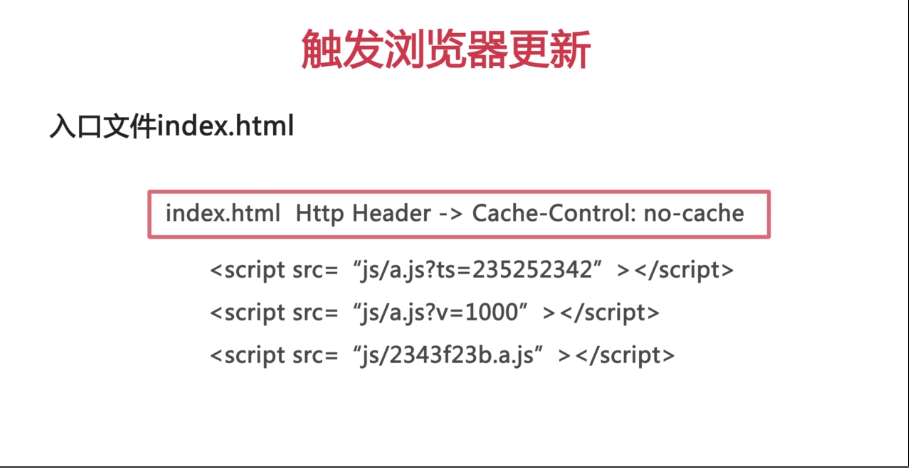 触发浏览器更新
入口文件index.html
index.html  Http Header -> Cache-Control: no-cache
<script src= “js/a.js?ts=235252342” ></script>
<script src= “js/a.js?v=1000” ></script>
<script src= “js/2343f23b.a.js” ></script>